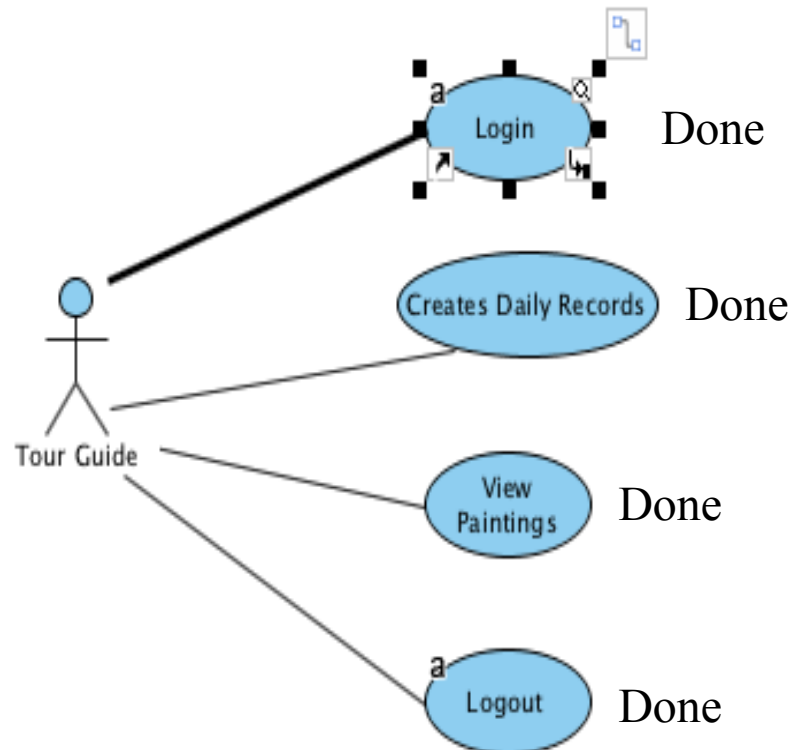 a
Login
Done
Creates Daily Records
Done
Tour Guide
View
Paintings
Done
a
Logout
Done